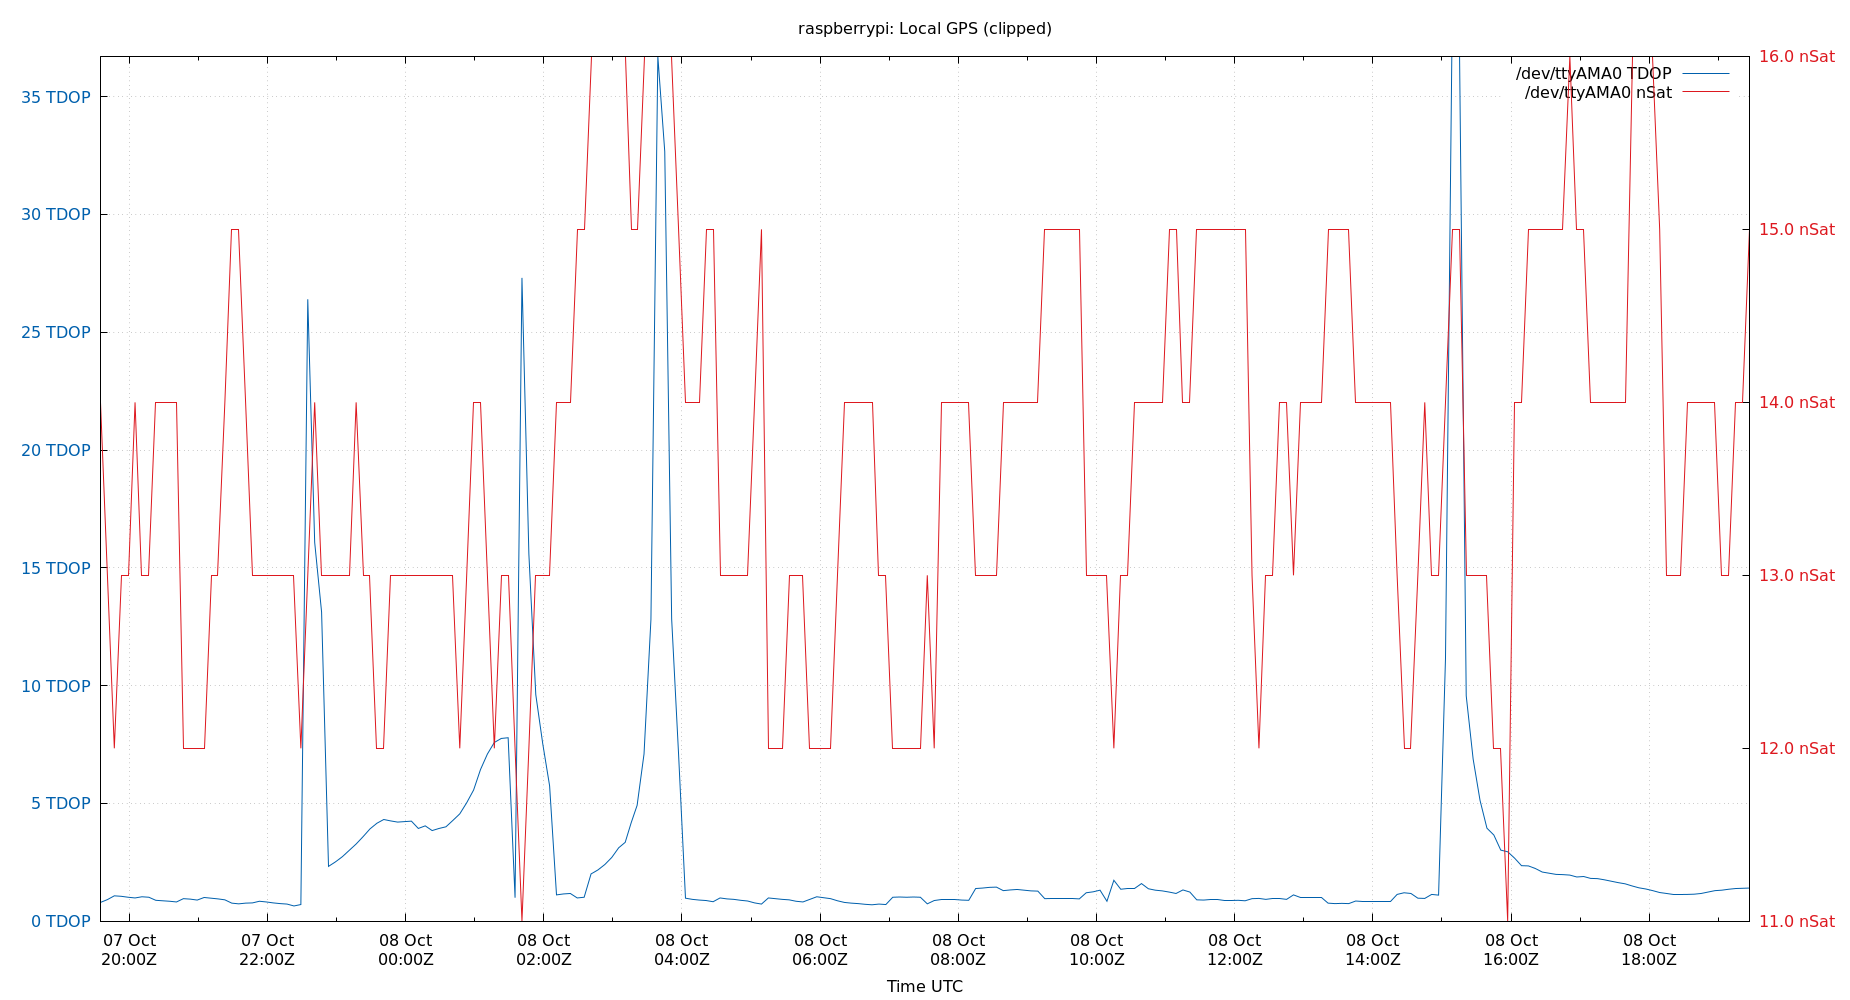 raspberrypi: Local GPS (clipped)
16.0 nSat
/dev/ttyAMA0 TDOP
/dev/ttyAMA0 nSat
35 TDOP
15.0 nSat
30 TDOP
25 TDOP
14.0 nSat
20 TDOP
15 TDOP
13.0 nSat
10 TDOP
12.0 nSat
5 TDOP
0 TDOP
11.0 nSat
07 Oct 07 Oct 08 Oct 08 Oct 08 Oct 08 Oct 08 Oct 08 Oct 08 Oct 08 Oct 08 Oct 08 Oct
20:00Z 22:00Z 00:00Z 02:00Z 04:00Z 06:00Z 08:00Z 10:00Z 12:00Z 14:00Z 16:00Z 18:00Z
Time UTC